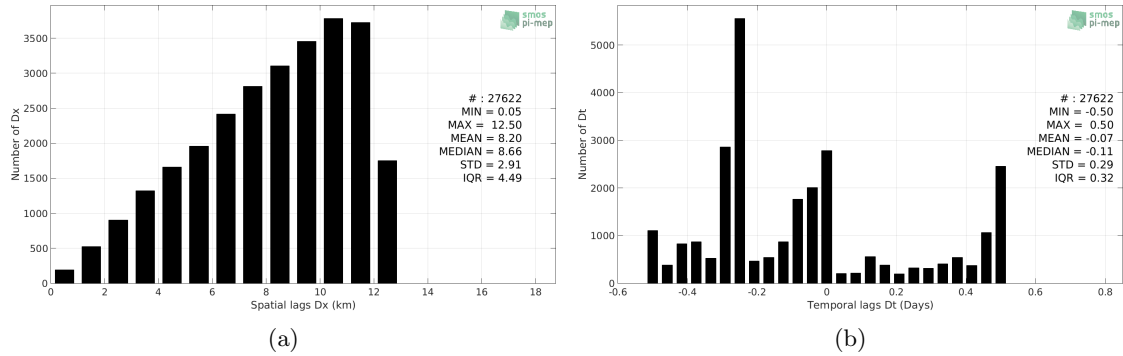 smos
pi-mep
3500
3000
2500
2000
1500
1000
500
0
Number of Dx
# : 27622
MIN = 0.05
MAX = 12.50
MEAN = 8.20
MEDIAN = 8.66
STD = 2.91
IQR = 4.49
0 2 4 6 8 10 12 14 16 18
Spatial lags Dx (km)
(a)
smos
pi-mep
5000
4000
3000
2000
1000
0
Number of Dt
# : 27622
MIN = -0.50
MAX = 0.50
MEAN = -0.07
MEDIAN = -0.11
STD = 0.29
IQR = 0.32
-0.6 -0.4 -0.2 0 0.2 0.4 0.6 0.8
Temporal lags Dt (Days)
(b)